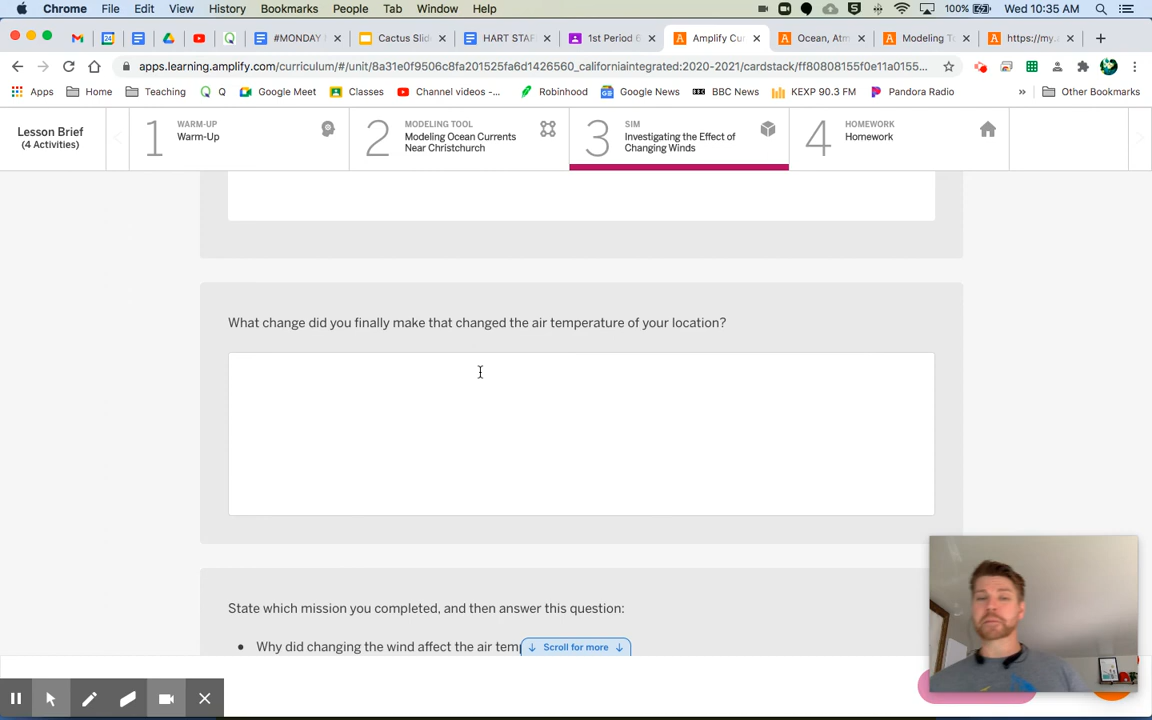 Chrome File Edit View History Bookmarks People Tab Window Help 100% Wed 10:35 AM
#MONDAY Cactus Slid HART STAF 1st Period 6 Amplify Cur Ocean, Atm Modeling To https://my.
apps.learning.amplify.com/curriculum/#/unit/8a31e0f9506c8fa201525fa6d1426560_californiaintegrated:2020-2021/cardstack/ff80808155f0e11a0155...
Apps Home Teaching Q Google Meet Classes Channel videos -... Robinhood Google News BBC News KEXP 90.3 FM Pandora Radio » Other Bookmarks
Lesson Brief
(4 Activities)
1 WARM-UP
Warm-Up
2 MODELING TOOL
Modeling Ocean Currents
Near Christchurch
3 SIM
Investigating the Effect of
Changing Winds
4 HOMEWORK
Homework
What change did you finally make that changed the air temperature of your location?
State which mission you completed, and then answer this question:
• Why did changing the wind affect the air tem
↓ Scroll for more ↓